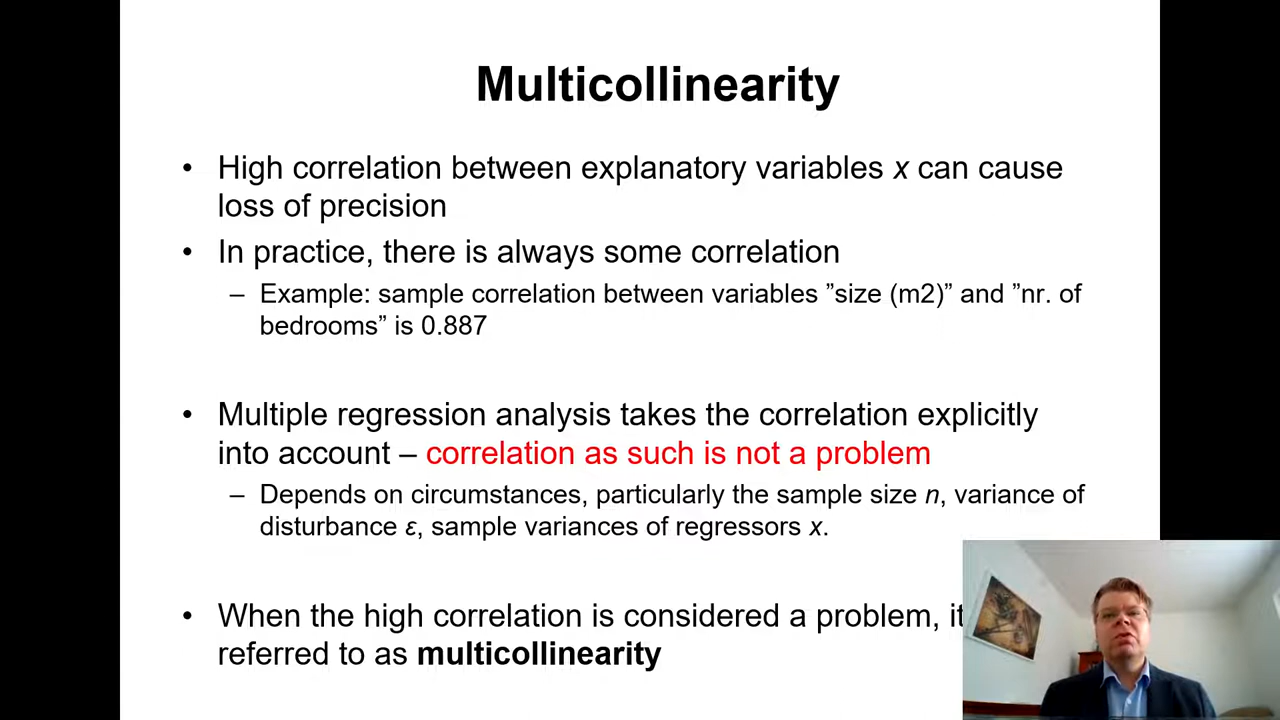 Multicollinearity
• High correlation between explanatory variables x can cause
loss of precision
• In practice, there is always some correlation
– Example: sample correlation between variables ”size (m2)” and ”nr. of
bedrooms” is 0.887
• Multiple regression analysis takes the correlation explicitly
into account – correlation as such is not a problem
– Depends on circumstances, particularly the sample size n, variance of
disturbance ε, sample variances of regressors x.
• When the high correlation is considered a problem, it
referred to as multicollinearity